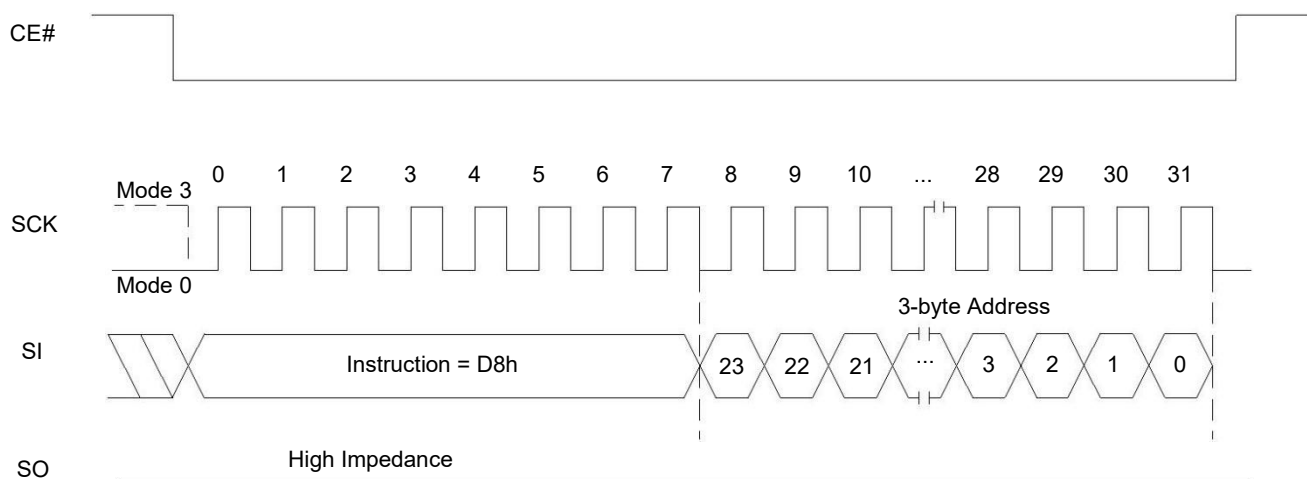 CE#
0 1 2 3 4 5 6 7 8 9 10 ... 28 29 30 31
Mode 3
SCK
Mode 0
3-byte Address
SI
Instruction = D8h
23 22 21 ... 3 2 1 0
High Impedance
SO